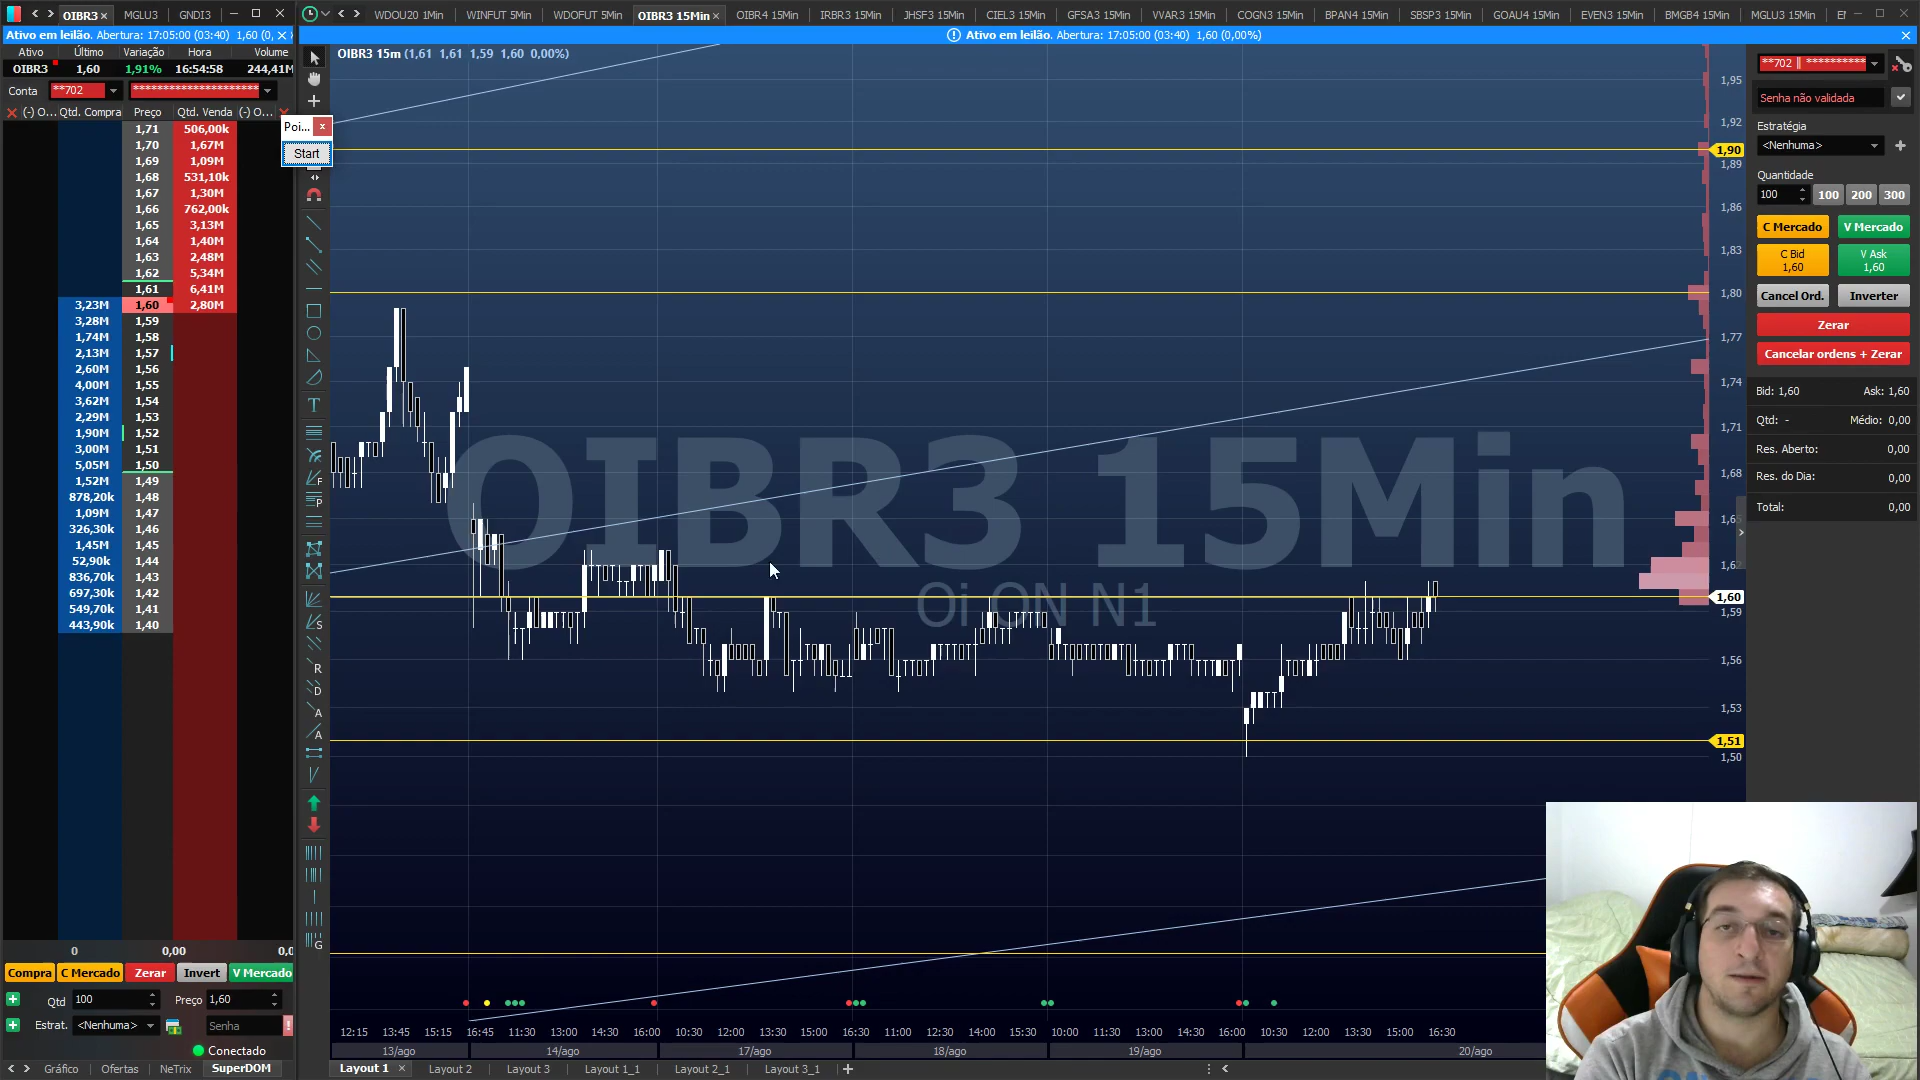 OIBR3 MGLU3 GNDI3
WDOU20 1Min WINFUT 5Min WDOFUT 5Min OIBR3 15Min OIBR4 15Min IRBR3 15Min JHSF3 15Min CIEL3 15Min GFSA3 15Min VVAR3 15Min COGN3 15Min BPAN4 15Min SBSP3 15Min GOAU4 15Min EVEN3 15Min BMGB4 15Min MGLU3 15Min
Ativo em leilão. Abertura: 17:05:00 (03:40) 1,60 (0,
Ativo em leilão. Abertura: 17:05:00 (03:40) 1,60 (0,00%)
Ativo Último Variação Hora Volume
OIBR3 1,60 1,91% 16:54:58 244,41M
Conta **702 *********************
(-) O... Qtd. Compra Preço Qtd. Venda (-) O...
1,71 506,00k
1,70 1,67M
1,69 1,09M
1,68 531,10k
1,67 1,30M
1,66 762,00k
1,65 3,13M
1,64 1,40M
1,63 2,48M
1,62 5,34M
1,61 6,41M
3,23M 1,60 2,80M
3,28M 1,59
1,74M 1,58
2,13M 1,57
2,60M 1,56
4,00M 1,55
3,62M 1,54
2,29M 1,53
1,90M 1,52
3,00M 1,51
5,05M 1,50
1,52M 1,49
878,20k 1,48
1,09M 1,47
326,30k 1,46
1,45M 1,45
52,90k 1,44
836,70k 1,43
697,30k 1,42
549,70k 1,41
443,90k 1,40
0 0,00 0,0
Compra C Mercado Zerar Invert V Mercado
Qtd 100 Preço 1,60
Estrat. <Nenhuma> Senha
Conectado
Gráfico Ofertas NeTrix SuperDOM
Poi...
Start
OIBR3 15m (1,61 1,61 1,59 1,60 0,00%)
OIBR3 15Min
Oi ON N1
T
F
P
S
R
D
A
A
G
1,95
1,92
1,90
1,89
1,86
1,83
1,80
1,77
1,74
1,71
1,68
1,65
1,62
1,60
1,59
1,56
1,53
1,51
1,50
12:15 13:45 15:15 16:45 11:30 13:00 14:30 16:00 10:30 12:00 13:30 15:00 16:30 11:00 12:30 14:00 15:30 10:00 11:30 13:00 14:30 16:00 10:30 12:00 13:30 15:00 16:30
13/ago 14/ago 17/ago 18/ago 19/ago 20/ago
Layout 1 Layout 2 Layout 3 Layout 1_1 Layout 2_1 Layout 3_1
**702 || **********
Senha não validada
Estratégia
<Nenhuma>
Quantidade
100 100 200 300
C Mercado V Mercado
C Bid V Ask
1,60 1,60
Cancel Ord. Inverter
Zerar
Cancelar ordens + Zerar
Bid: 1,60 Ask: 1,60
Qtd: - Médio: 0,00
Res. Aberto: 0,00
Res. do Dia: 0,00
Total: 0,00